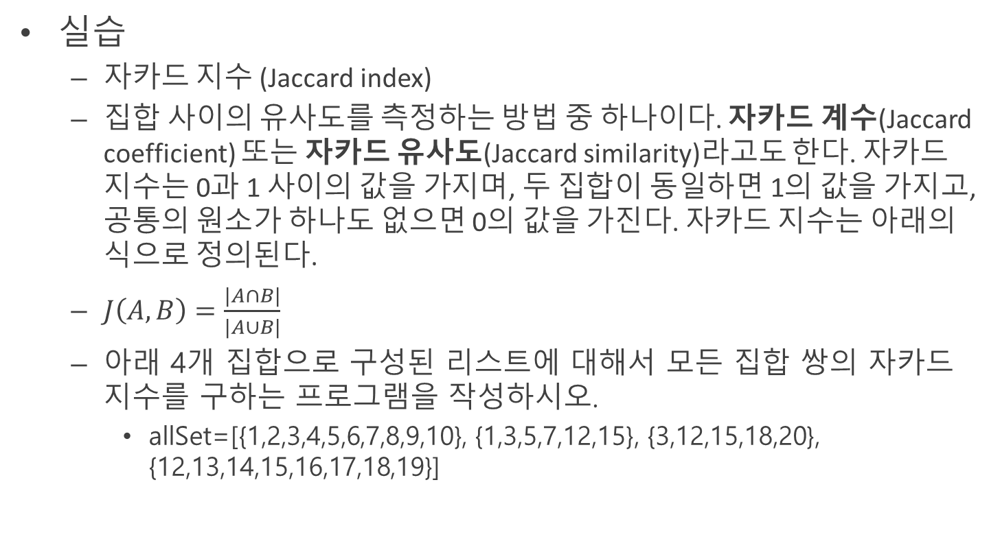 • 실습
– 자카드 지수 (Jaccard index)
– 집합 사이의 유사도를 측정하는 방법 중 하나이다. 자카드 계수(Jaccard
coefficient) 또는 자카드 유사도(Jaccard similarity)라고도 한다. 자카드
지수는 0과 1 사이의 값을 가지며, 두 집합이 동일하면 1의 값을 가지고,
공통의 원소가 하나도 없으면 0의 값을 가진다. 자카드 지수는 아래의
식으로 정의된다.
– J(A, B) = |A∩B| / |A∪B|
– 아래 4개 집합으로 구성된 리스트에 대해서 모든 집합 쌍의 자카드
지수를 구하는 프로그램을 작성하시오.
• allSet=[{1,2,3,4,5,6,7,8,9,10}, {1,3,5,7,12,15}, {3,12,15,18,20},
{12,13,14,15,16,17,18,19}]